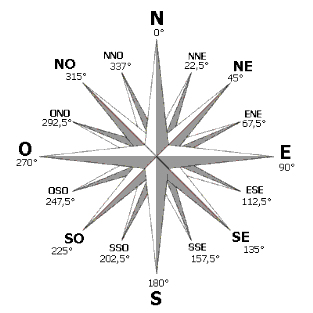 N
0°
NNO
337°
NNE
22,5°
NO
315°
NE
45°
ONO
292,5°
ENE
67,5°
O
270°
E
90°
OSO
247,5°
ESE
112,5°
SO
225°
SE
135°
SSO
202,5°
SSE
157,5°
180°
S